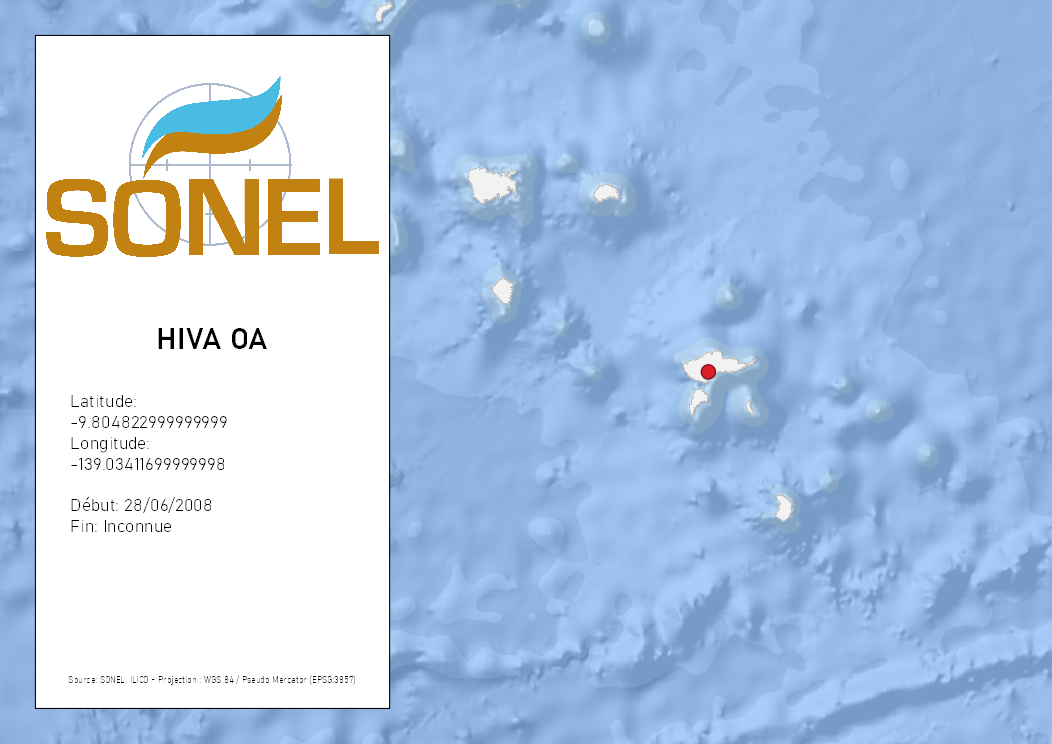 SONEL
HIVA OA
Latitude:
-9.804822999999999
Longitude:
-139.03411699999998
Début: 28/06/2008
Fin: Inconnue
Source: SONEL, ILICO - Projection : WGS 84 / Pseudo Mercator (EPSG:3857)